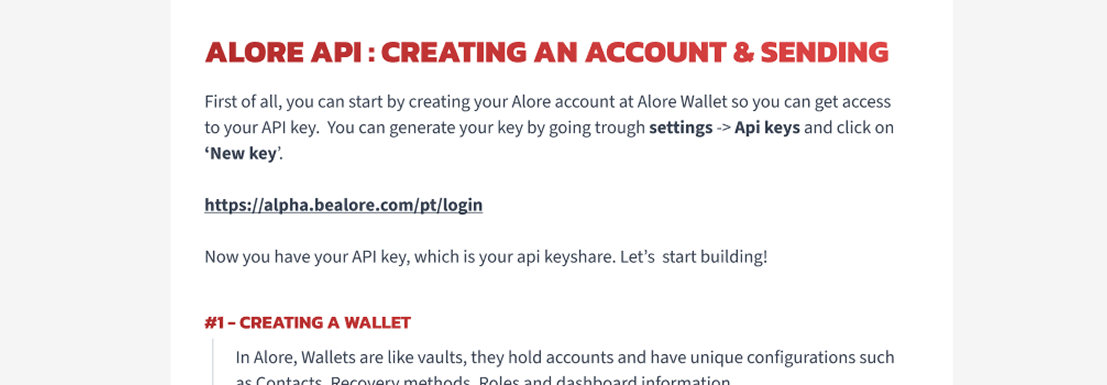 ALORE API : CREATING AN ACCOUNT & SENDING
First of all, you can start by creating your Alore account at Alore Wallet so you can get access
to your API key.  You can generate your key by going trough settings -> Api keys and click on
‘New key’.
https://alpha.bealore.com/pt/login
Now you have your API key, which is your api keyshare. Let’s  start building!
#1 - CREATING A WALLET
In Alore, Wallets are like vaults, they hold accounts and have unique configurations such
as Contacts, Recovery methods, Roles and dashboard information.